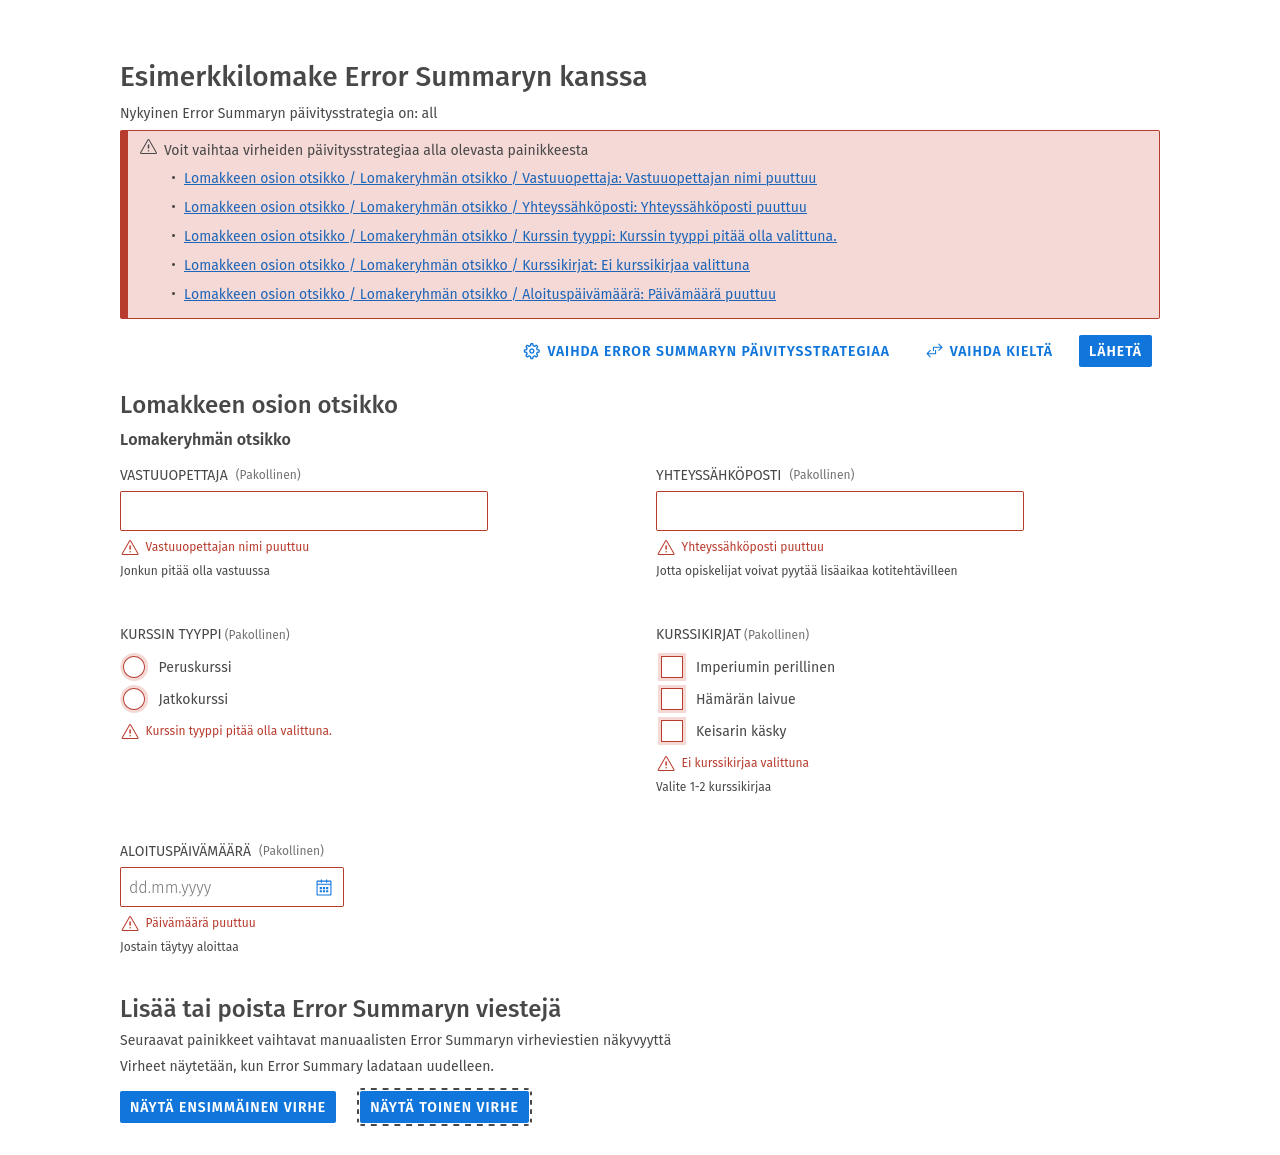 Esimerkkilomake Error Summaryn kanssa
Nykyinen Error Summaryn päivitysstrategia on: all
Voit vaihtaa virheiden päivitysstrategiaa alla olevasta painikkeesta
• Lomakkeen osion otsikko / Lomakeryhmän otsikko / Vastuuopettaja: Vastuuopettajan nimi puuttuu
• Lomakkeen osion otsikko / Lomakeryhmän otsikko / Yhteyssähköposti: Yhteyssähköposti puuttuu
• Lomakkeen osion otsikko / Lomakeryhmän otsikko / Kurssin tyyppi: Kurssin tyyppi pitää olla valittuna.
• Lomakkeen osion otsikko / Lomakeryhmän otsikko / Kurssikirjat: Ei kurssikirjaa valittuna
• Lomakkeen osion otsikko / Lomakeryhmän otsikko / Aloituspäivämäärä: Päivämäärä puuttuu
VAIHDA ERROR SUMMARYN PÄIVITYSSTRATEGIAA VAIHDA KIELTÄ LÄHETÄ
Lomakkeen osion otsikko
Lomakeryhmän otsikko
VASTUUOPETTAJA (Pakollinen)
Vastuuopettajan nimi puuttuu
Jonkun pitää olla vastuussa
YHTEYSSÄHKÖPOSTI (Pakollinen)
Yhteyssähköposti puuttuu
Jotta opiskelijat voivat pyytää lisäaikaa kotitehtävilleen
KURSSIN TYYPPI (Pakollinen)
Peruskurssi
Jatkokurssi
Kurssin tyyppi pitää olla valittuna.
KURSSIKIRJAT (Pakollinen)
Imperiumin perillinen
Hämärän laivue
Keisarin käsky
Ei kurssikirjaa valittuna
Valite 1-2 kurssikirjaa
ALOITUSPÄIVÄMÄÄRÄ (Pakollinen)
dd.mm.yyyy
Päivämäärä puuttuu
Jostain täytyy aloittaa
Lisää tai poista Error Summaryn viestejä
Seuraavat painikkeet vaihtavat manuaalisten Error Summaryn virheviestien näkyvyyttä
Virheet näytetään, kun Error Summary ladataan uudelleen.
NÄYTÄ ENSIMMÄINEN VIRHE NÄYTÄ TOINEN VIRHE